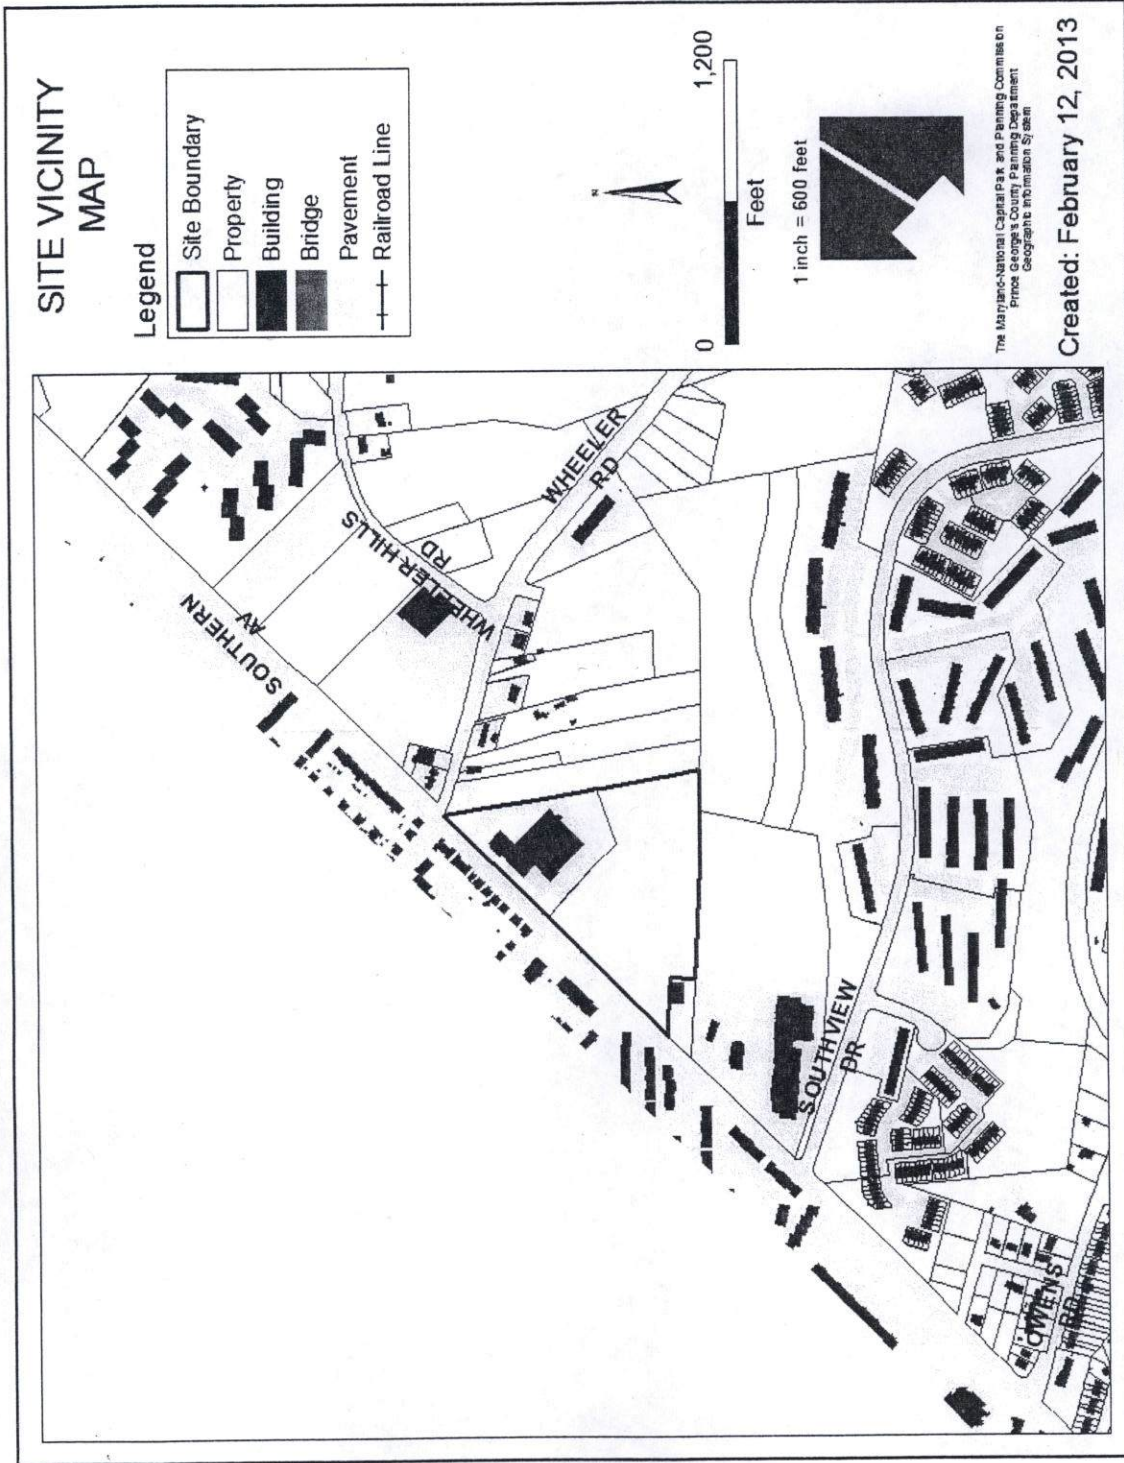 SITE VICINITY
MAP
Legend
Site Boundary
Property
Building
Bridge
Pavement
Railroad Line
N
0
1,200
Feet
1 inch = 600 feet
The Maryland-National Capital Park and Planning Commission
Prince George's County Planning Department
Geographic Information System
Created: February 12, 2013
SOUTHERN
AV
WHEELER HILLS
RD
WHEELER
RD
SOUTHVIEW
DR
OWENS
RD